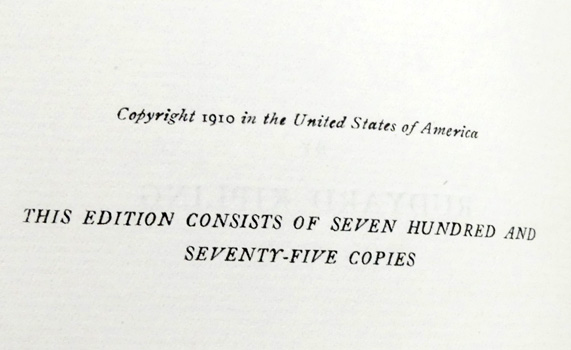 Copyright 1910 in the United States of America
THIS EDITION CONSISTS OF SEVEN HUNDRED AND
SEVENTY-FIVE COPIES